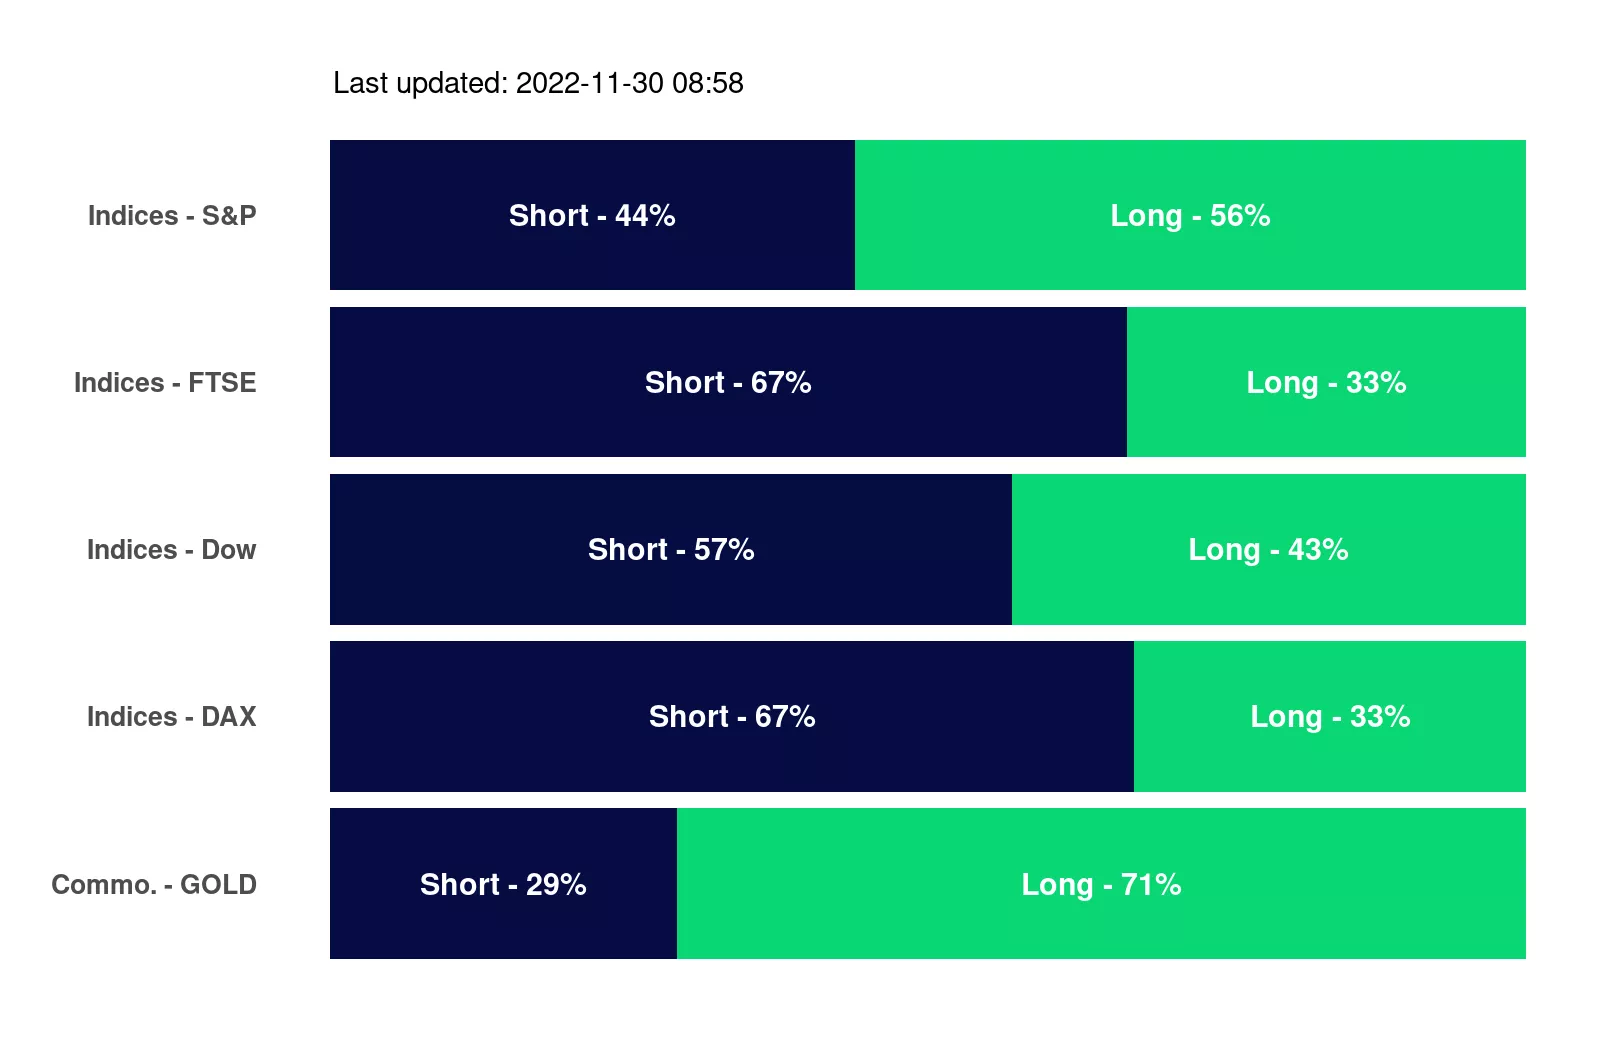 Last updated: 2022-11-30 08:58
Indices - S&P Short - 44% Long - 56%
Indices - FTSE Short - 67% Long - 33%
Indices - Dow Short - 57% Long - 43%
Indices - DAX Short - 67% Long - 33%
Commo. - GOLD Short - 29% Long - 71%